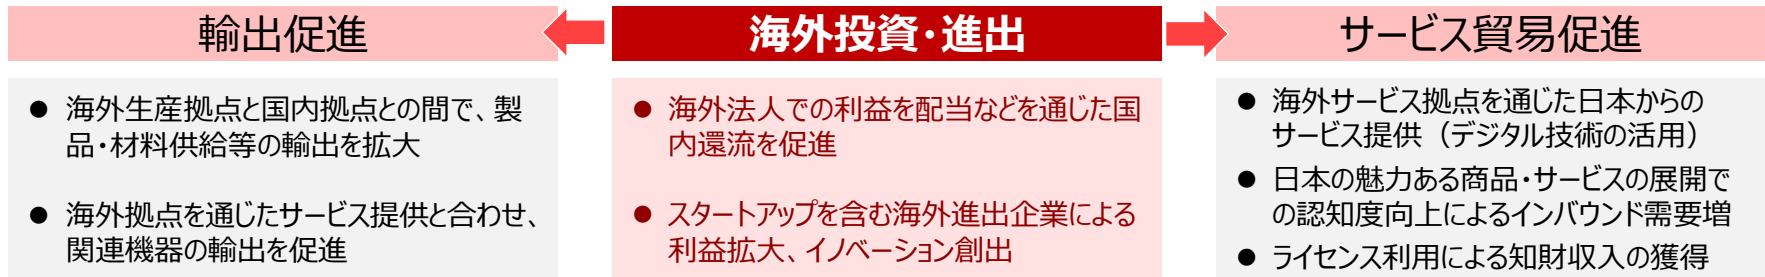 輸出促進
海外投資・進出
サービス貿易促進
● 海外生産拠点と国内拠点との間で、製
品・材料供給等の輸出を拡大
● 海外拠点を通じたサービス提供と合わせ、
関連機器の輸出を促進
● 海外法人での利益を配当などを通じた国
内還流を促進
● スタートアップを含む海外進出企業による
利益拡大、イノベーション創出
● 海外サービス拠点を通じた日本からの
サービス提供（デジタル技術の活用）
● 日本の魅力ある商品・サービスの展開で
の認知度向上によるインバウンド需要増
● ライセンス利用による知財収入の獲得